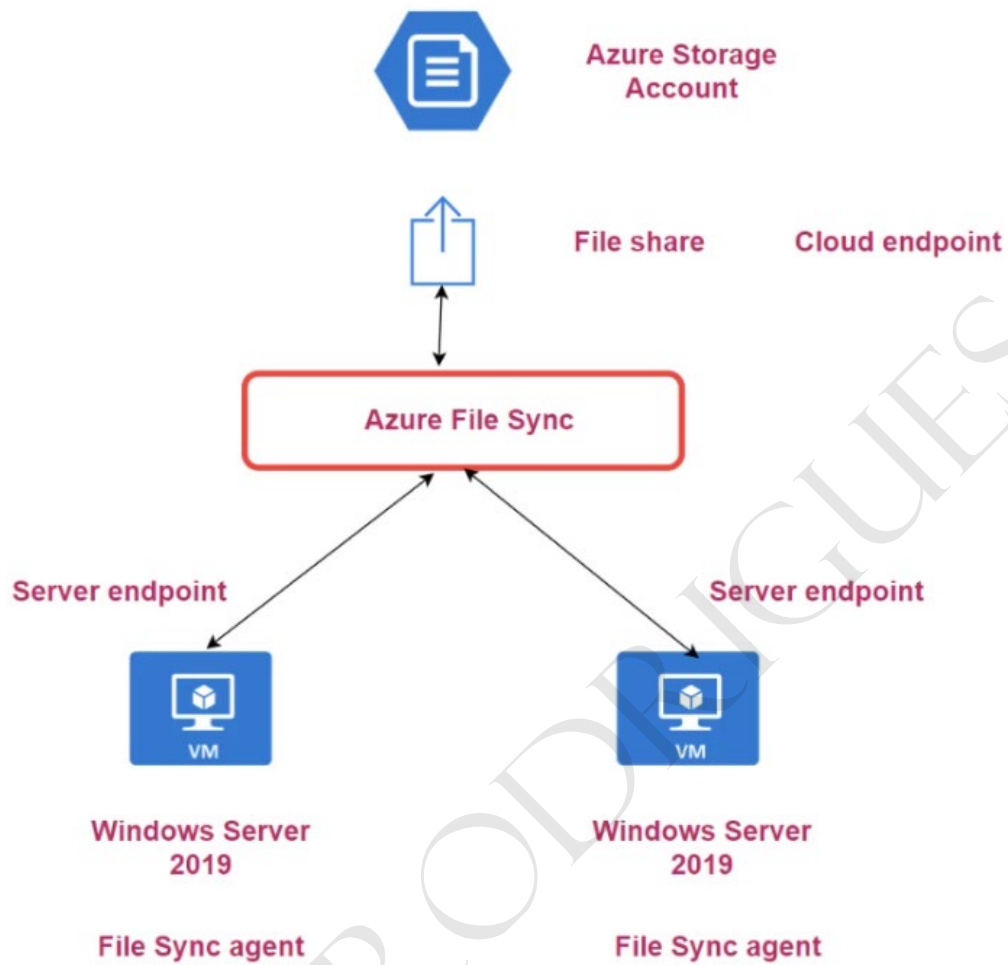 Azure Storage
Account
File share
Cloud endpoint
Azure File Sync
Server endpoint
Server endpoint
VM
VM
Windows Server
2019
Windows Server
2019
File Sync agent
File Sync agent
RODRIGUES